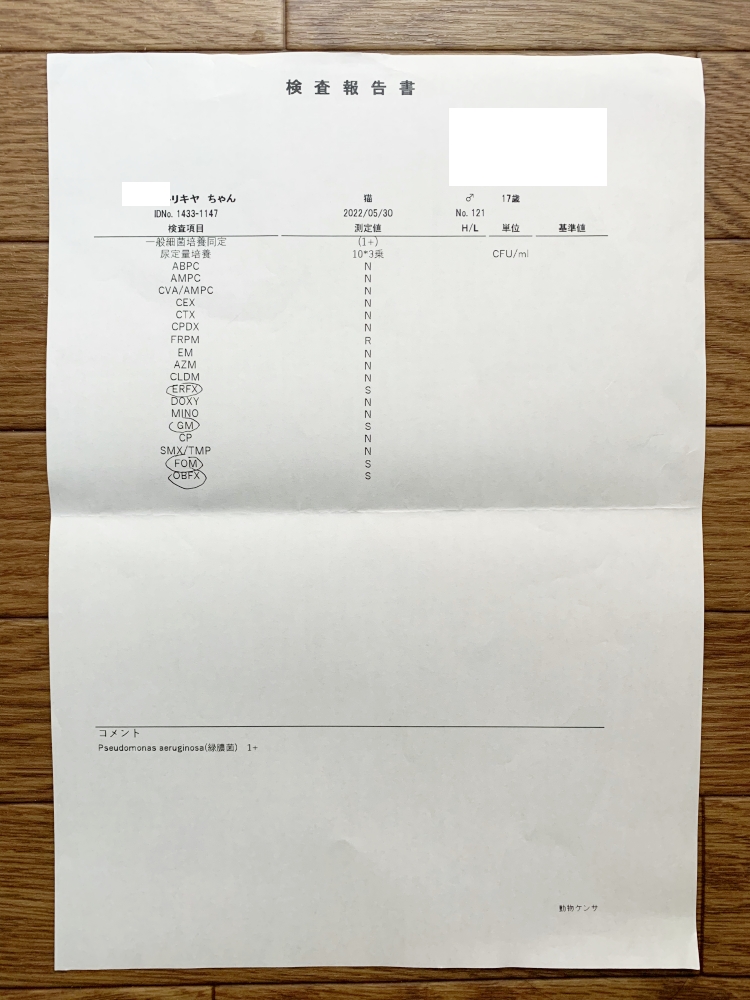 検査報告書
リキヤ ちゃん 猫 ♂ 17歳
IDNo. 1433-1147 2022/05/30 No. 121
検査項目 測定値 H/L 単位 基準値
一般細菌培養同定 (1+)
尿定量培養 10*3乗 CFU/ml
ABPC N
AMPC N
CVA/AMPC N
CEX N
CTX N
CPDX N
FRPM R
EM N
AZM N
CLDM N
ERFX S
DOXY N
MINO N
GM S
CP N
SMX/TMP N
FOM S
OBFX S
コメント
Pseudomonas aeruginosa(緑膿菌) 1+
動物ケンサ